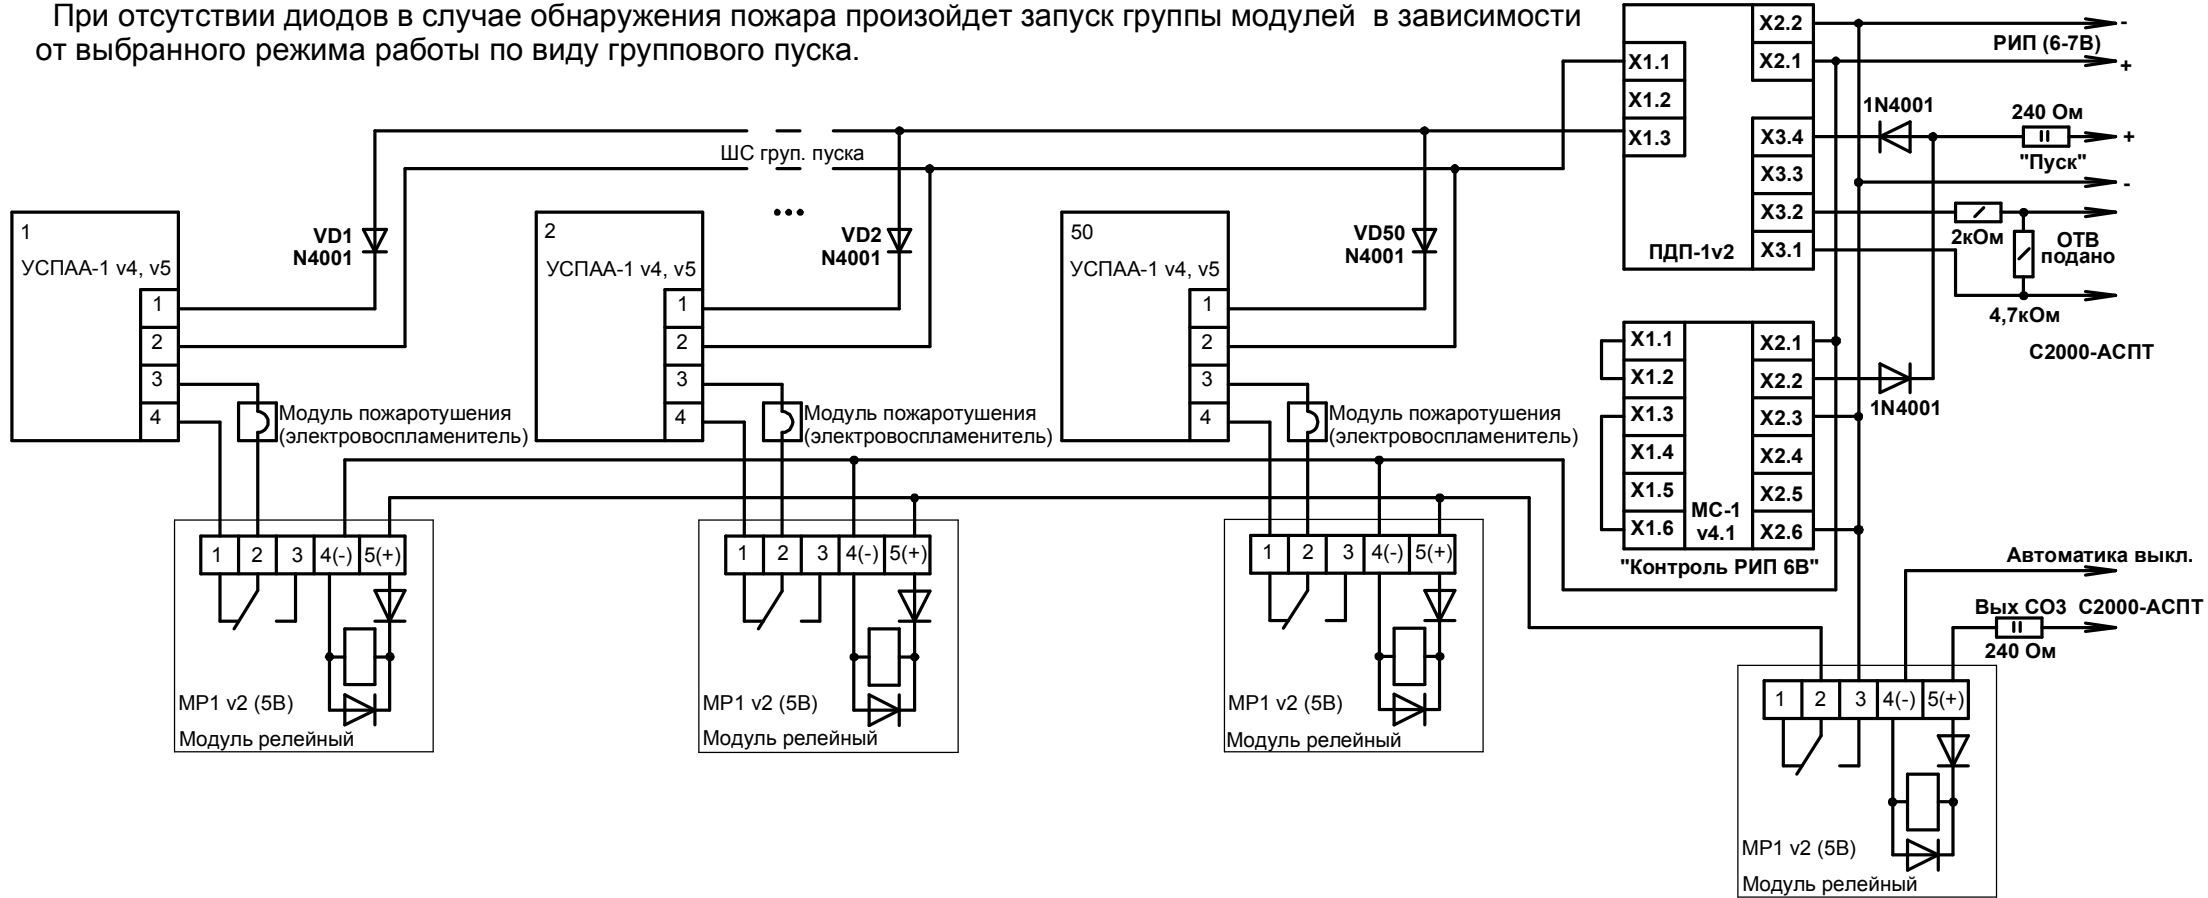 При отсутствии диодов в случае обнаружения пожара произойдет запуск группы модулей в зависимости
от выбранного режима работы по виду группового пуска.
X2.2
-
РИП (6-7В)
X1.1
X2.1
+
X1.2
1N4001
240 Ом
X1.3
X3.4
+
ШС груп. пуска
"Пуск"
X3.3
-
...
1
УСПАА-1 v4, v5
VD1
N4001
2
УСПАА-1 v4, v5
VD2
N4001
50
УСПАА-1 v4, v5
VD50
N4001
X3.2
2кОм
ОТВ
подано
ПДП-1v2
X3.1
4,7кОм
С2000-АСПТ
1
2
3
4
1
2
3
4
1
2
3
4
Модуль пожаротушения
(электровоспламенитель)
Модуль пожаротушения
(электровоспламенитель)
Модуль пожаротушения
(электровоспламенитель)
X1.1
X2.1
X1.2
X2.2
1N4001
X1.3
X2.3
X1.4
X2.4
X1.5
X2.5
X1.6
МС-1
v4.1
X2.6
"Контроль РИП 6В"
1 2 3 4(-) 5(+)
1 2 3 4(-) 5(+)
1 2 3 4(-) 5(+)
Автоматика выкл.
Вых СО3 С2000-АСПТ
240 Ом
МР1 v2 (5В)
Модуль релейный
МР1 v2 (5В)
Модуль релейный
МР1 v2 (5В)
Модуль релейный
1 2 3 4(-) 5(+)
МР1 v2 (5В)
Модуль релейный